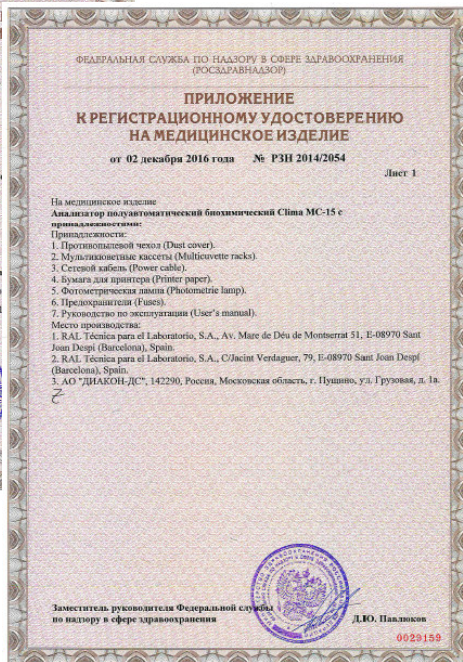 ФЕДЕРАЛЬНАЯ СЛУЖБА ПО НАДЗОРУ В СФЕРЕ ЗДРАВООХРАНЕНИЯ
(РОСЗДРАВНАДЗОР)
ПРИЛОЖЕНИЕ
К РЕГИСТРАЦИОННОМУ УДОСТОВЕРЕНИЮ
НА МЕДИЦИНСКОЕ ИЗДЕЛИЕ
от 02 декабря 2016 года № РЗН 2014/2054
Лист 1
На медицинское изделие
Анализатор полуавтоматический биохимический Clima MC-15 с
принадлежностями:
Принадлежности:
1. Противопылевой чехол (Dust cover).
2. Мультикюветные кассеты (Multicuvette racks).
3. Сетевой кабель (Power cable).
4. Бумага для принтера (Printer paper).
5. Фотометрическая лампа (Photometric lamp).
6. Предохранители (Fuses).
7. Руководство по эксплуатации (User's manual).
Место производства:
1. RAL Técnica para el Laboratorio, S.A., Av. Mare de Déu de Montserrat 51, E-08970 Sant
Joan Despi (Barcelona), Spain.
2. RAL Técnica para el Laboratorio, S.A., C/Jacint Verdaguer, 79, E-08970 Sant Joan Despi
(Barcelona), Spain.
3. АО "ДИАКОН-ДС", 142290, Россия, Московская область, г. Пущино, ул. Грузовая, д. 1а.
Заместитель руководителя Федеральной службы
по надзору в сфере здравоохранения
Д.Ю. Павлюков
0029159